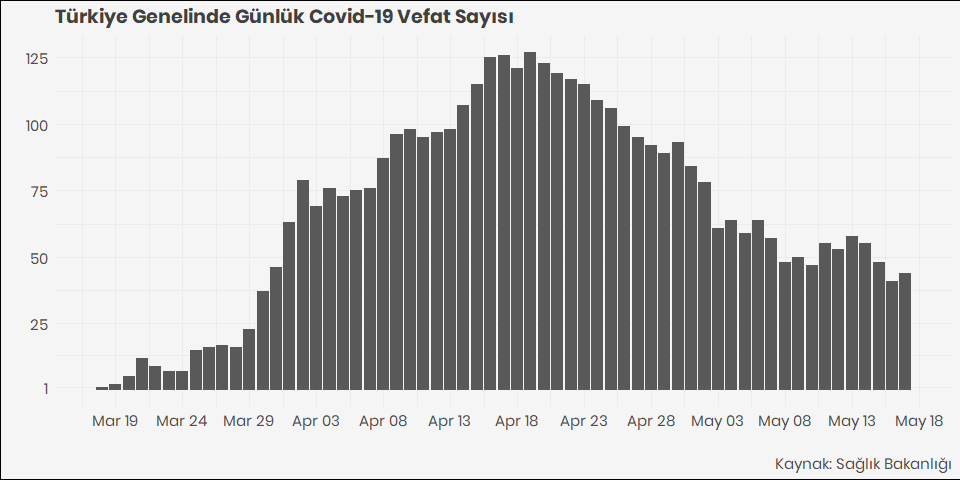 Türkiye Genelinde Günlük Covid-19 Vefat Sayısı
125
100
75
50
25
1
Mar 19 Mar 24 Mar 29 Apr 03 Apr 08 Apr 13 Apr 18 Apr 23 Apr 28 May 03 May 08 May 13 May 18
Kaynak: Sağlık Bakanlığı